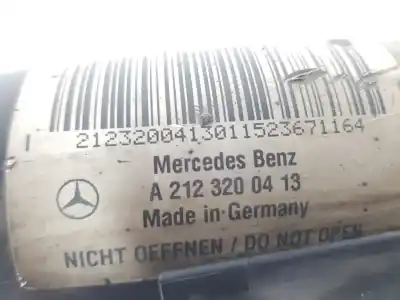 2123200413011523671164
Mercedes Benz
A 212 320 04 13
Made in Germany
NICHT OEFFNEN / DO NOT OPEN